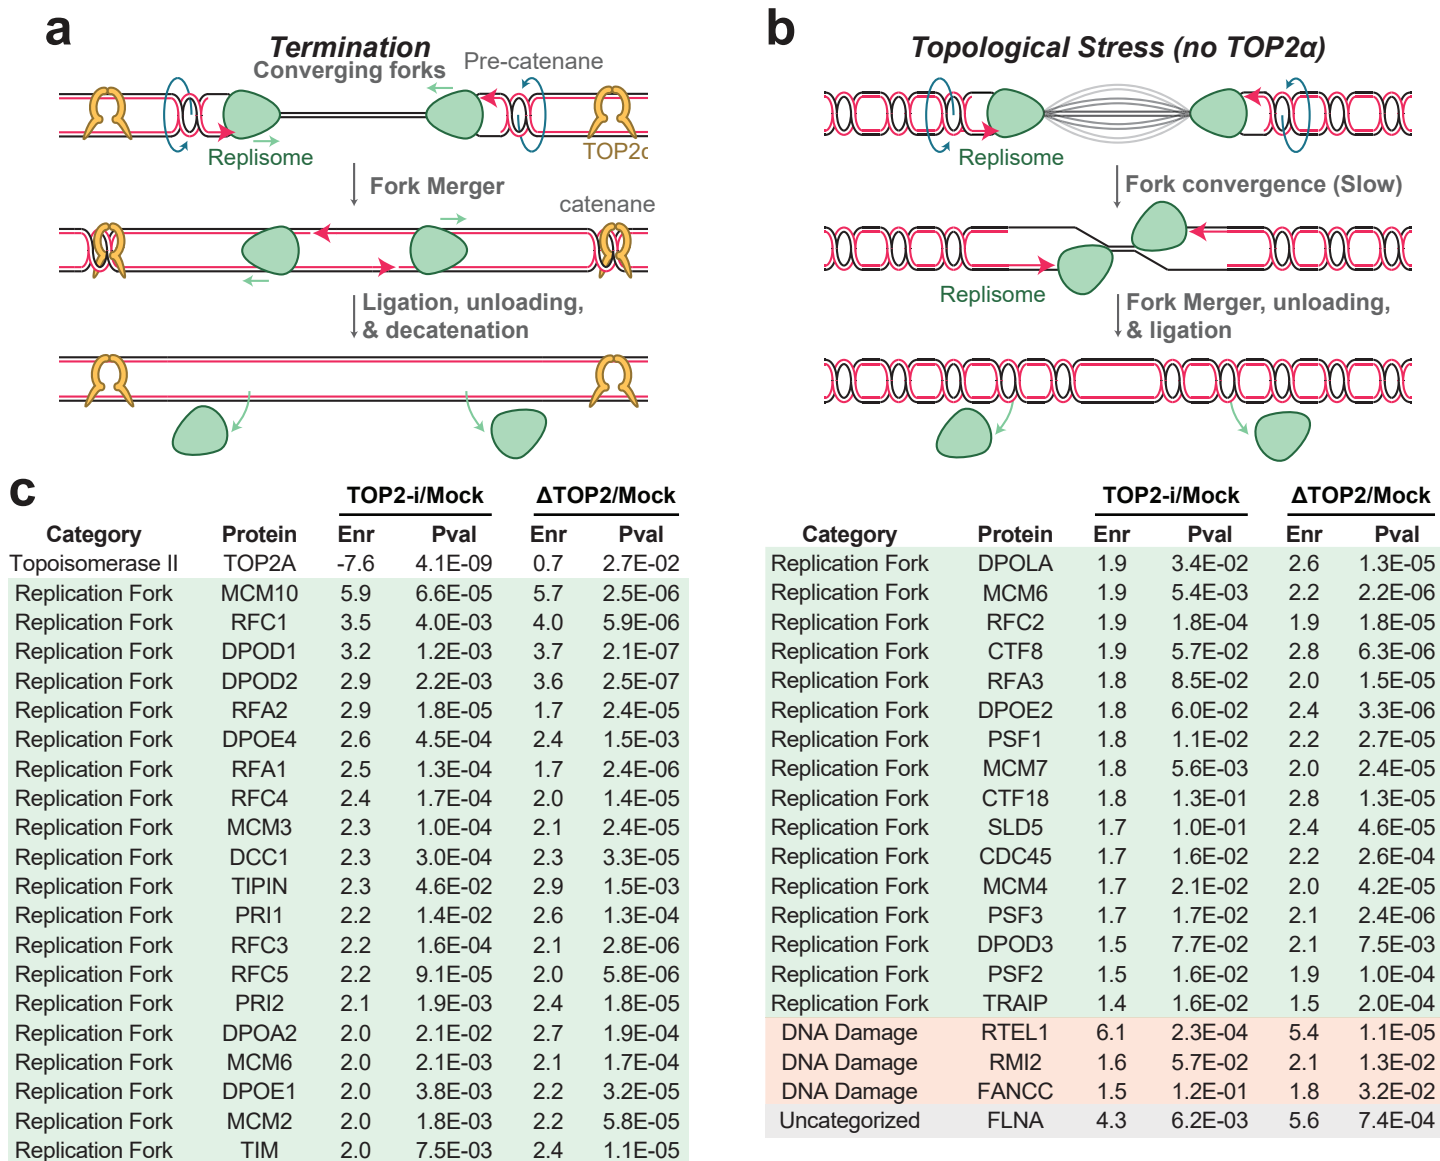 a
Termination
Converging forks
Pre-catenane
Replisome
TOP2α
Fork Merger
catenane
Ligation, unloading,
& decatenation
b
Topological Stress (no TOP2α)
Replisome
Fork convergence (Slow)
Replisome
Fork Merger, unloading,
& ligation
c
TOP2-i/Mock ΔTOP2/Mock
Category Protein Enr Pval Enr Pval
Topoisomerase II TOP2A -7.6 4.1E-09 0.7 2.7E-02
Replication Fork MCM10 5.9 6.6E-05 5.7 2.5E-06
Replication Fork RFC1 3.5 4.0E-03 4.0 5.9E-06
Replication Fork DPOD1 3.2 1.2E-03 3.7 2.1E-07
Replication Fork DPOD2 2.9 2.2E-03 3.6 2.5E-07
Replication Fork RFA2 2.9 1.8E-05 1.7 2.4E-05
Replication Fork DPOE4 2.6 4.5E-04 2.4 1.5E-03
Replication Fork RFA1 2.5 1.3E-04 1.7 2.4E-06
Replication Fork RFC4 2.4 1.7E-04 2.0 1.4E-05
Replication Fork MCM3 2.3 1.0E-04 2.1 2.4E-05
Replication Fork DCC1 2.3 3.0E-04 2.3 3.3E-05
Replication Fork TIPIN 2.3 4.6E-02 2.9 1.5E-03
Replication Fork PRI1 2.2 1.4E-02 2.6 1.3E-04
Replication Fork RFC3 2.2 1.6E-04 2.1 2.8E-06
Replication Fork RFC5 2.2 9.1E-05 2.0 5.8E-06
Replication Fork PRI2 2.1 1.9E-03 2.4 1.8E-05
Replication Fork DPOA2 2.0 2.1E-02 2.7 1.9E-04
Replication Fork MCM6 2.0 2.1E-03 2.1 1.7E-04
Replication Fork DPOE1 2.0 3.8E-03 2.2 3.2E-05
Replication Fork MCM2 2.0 1.8E-03 2.2 5.8E-05
Replication Fork TIM 2.0 7.5E-03 2.4 1.1E-05
TOP2-i/Mock ΔTOP2/Mock
Category Protein Enr Pval Enr Pval
Replication Fork DPOLA 1.9 3.4E-02 2.6 1.3E-05
Replication Fork MCM6 1.9 5.4E-03 2.2 2.2E-06
Replication Fork RFC2 1.9 1.8E-04 1.9 1.8E-05
Replication Fork CTF8 1.9 5.7E-02 2.8 6.3E-06
Replication Fork RFA3 1.8 8.5E-02 2.0 1.5E-05
Replication Fork DPOE2 1.8 6.0E-02 2.4 3.3E-06
Replication Fork PSF1 1.8 1.1E-02 2.2 2.7E-05
Replication Fork MCM7 1.8 5.6E-03 2.0 2.4E-05
Replication Fork CTF18 1.8 1.3E-01 2.8 1.3E-05
Replication Fork SLD5 1.7 1.0E-01 2.4 4.6E-05
Replication Fork CDC45 1.7 1.6E-02 2.2 2.6E-04
Replication Fork MCM4 1.7 2.1E-02 2.0 4.2E-05
Replication Fork PSF3 1.7 1.7E-02 2.1 2.4E-06
Replication Fork DPOD3 1.5 7.7E-02 2.1 7.5E-03
Replication Fork PSF2 1.5 1.6E-02 1.9 1.0E-04
Replication Fork TRAIP 1.4 1.6E-02 1.5 2.0E-04
DNA Damage RTEL1 6.1 2.3E-04 5.4 1.1E-05
DNA Damage RMI2 1.6 5.7E-02 2.1 1.3E-02
DNA Damage FANCC 1.5 1.2E-01 1.8 3.2E-02
Uncategorized FLNA 4.3 6.2E-03 5.6 7.4E-04